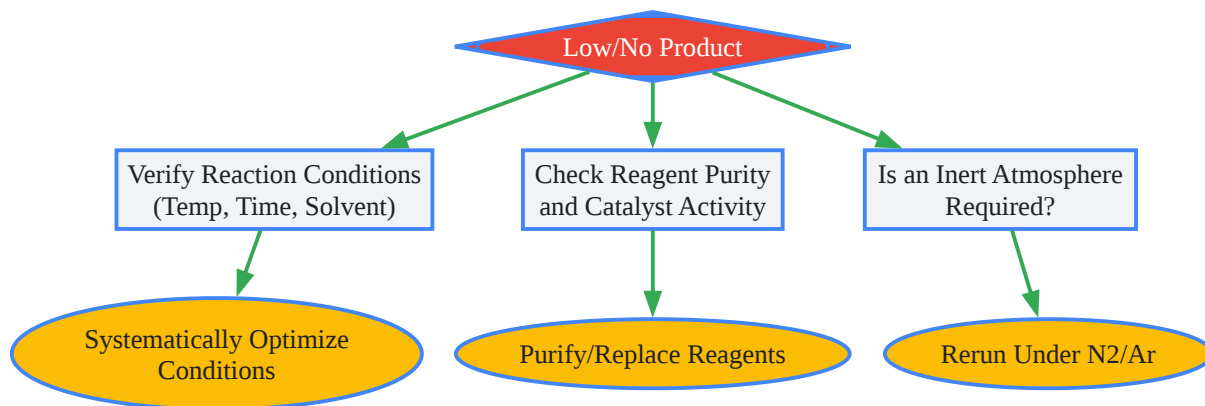 Low/No Product
Verify Reaction Conditions
(Temp, Time, Solvent)
Check Reagent Purity
and Catalyst Activity
Is an Inert Atmosphere
Required?
Systematically Optimize
Conditions
Purify/Replace Reagents
Rerun Under N2/Ar